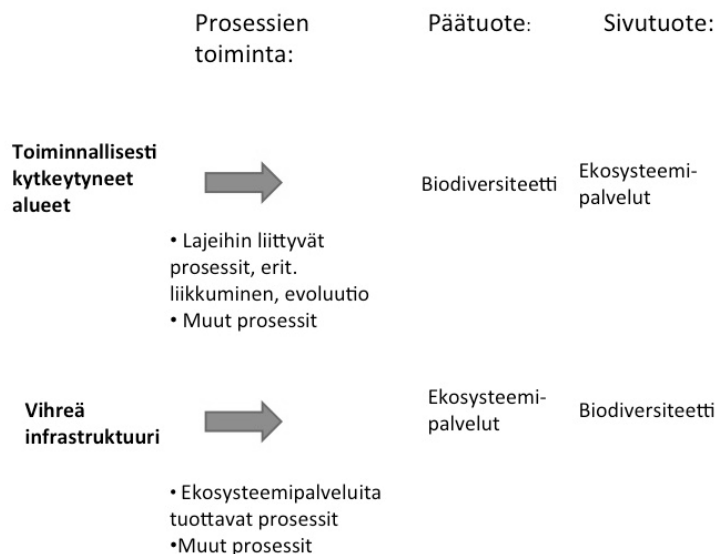 Prosessien
toiminta:
Päätuote:
Sivutuote:
Toiminnallisesti
kytkeytyneet
alueet
Biodiversiteetti
Ekosysteemi-
palvelut
• Lajeihin liittyvät
prosessit, erit.
liikkuminen, evoluutio
• Muut prosessit
Vihreä
infrastruktuuri
Ekosysteemi-
palvelut
Biodiversiteetti
• Ekosysteemipalveluita
tuottavat prosessit
•Muut prosessit